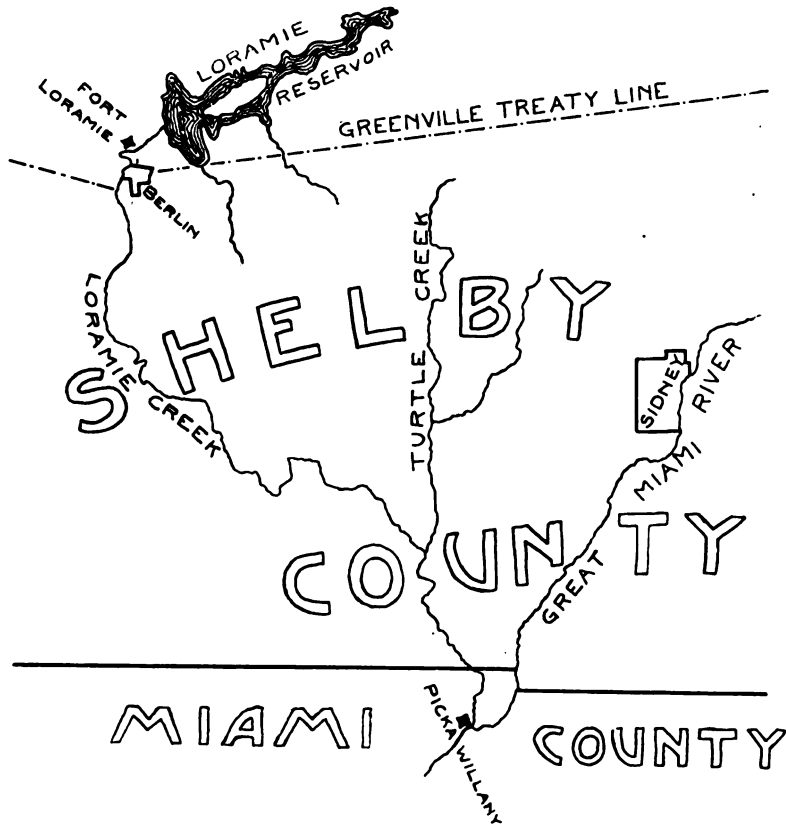 LORAMIE
RESERVOIR
FORT
LORAMIE
GREENVILLE TREATY LINE
BERLIN
TURTLE CREEK
LORAMIE CREEK
SHELBY
SIDNEY
GREAT MIAMI RIVER
COUNTY
MIAMI COUNTY
PICKAWILLANY